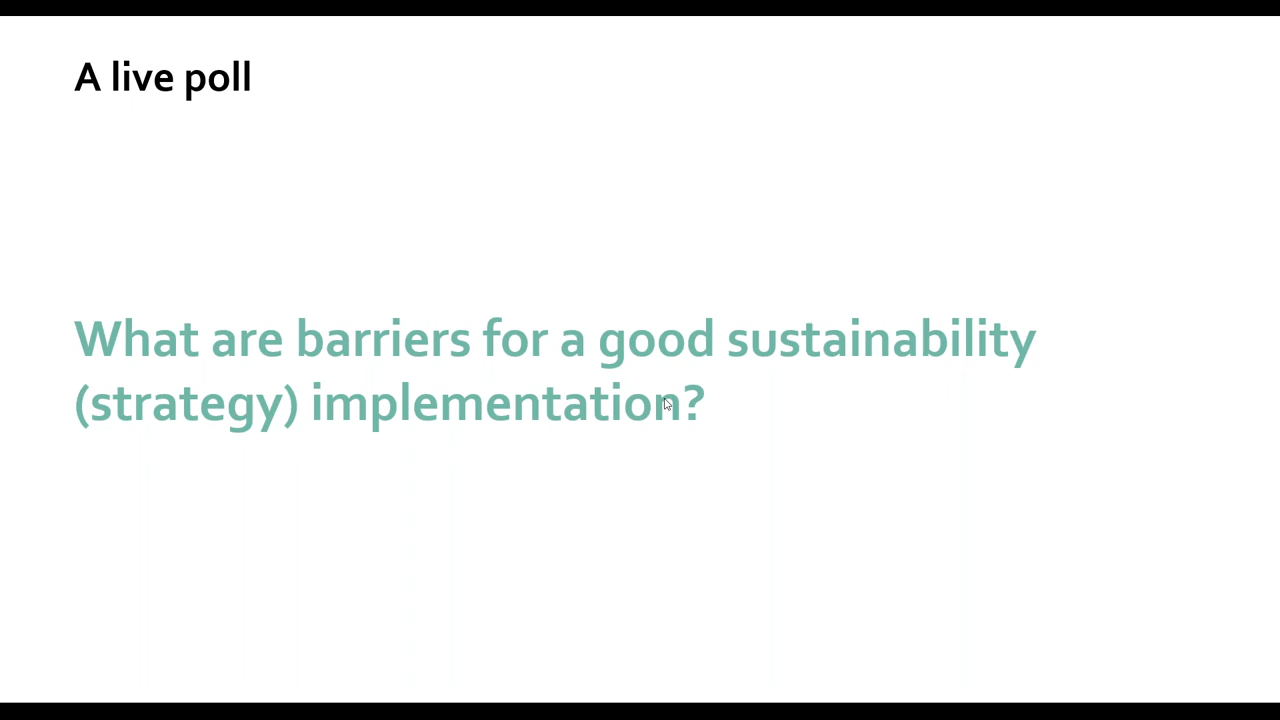 A live poll
What are barriers for a good sustainability
(strategy) implementation?